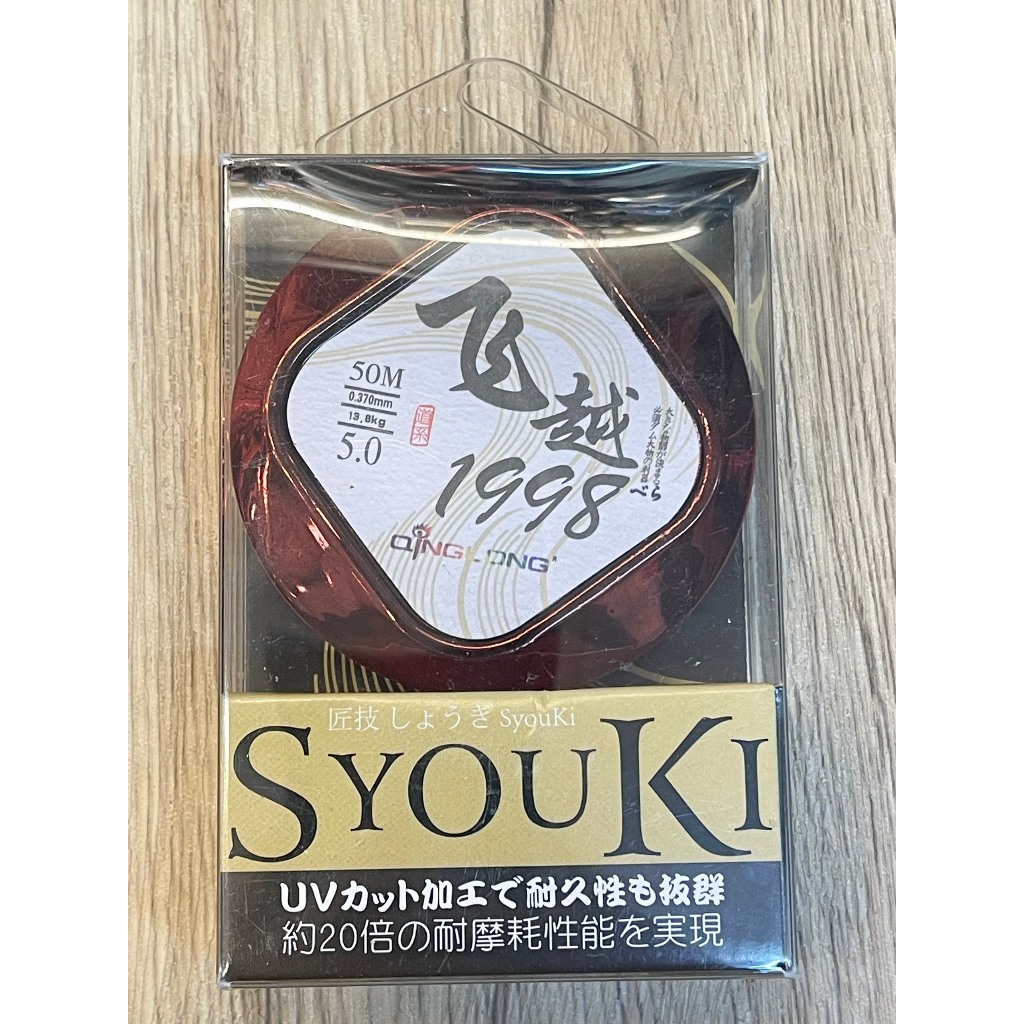 飞越
1998
50M
0.370mm
13.8kg
5.0
道系
QINGLONG
匠技 しょうぎ SyouKi
SYOUKI
UVカット加工で耐久性も抜群
約20倍の耐摩耗性能を実現